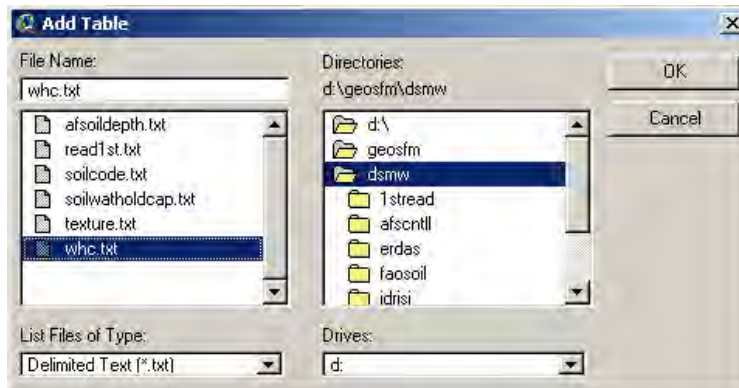 Add Table
File Name:
whc.txt
afsoildepth.txt
read1st.txt
soilcode.txt
soilwatholdcap.txt
texture.txt
whc.txt
List Files of Type:
Delimited Text (*.txt)
Directories:
d:\geosfm\dsmw
d:\
geosfm
dsmw
1stread
afscntll
erdas
faosoil
idrisi
Drives:
d:
OK
Cancel